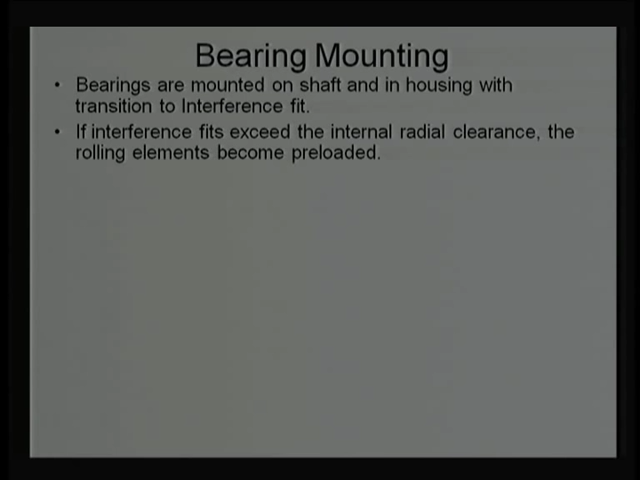 Bearing Mounting
• Bearings are mounted on shaft and in housing with
transition to Interference fit.
• If interference fits exceed the internal radial clearance, the
rolling elements become preloaded.